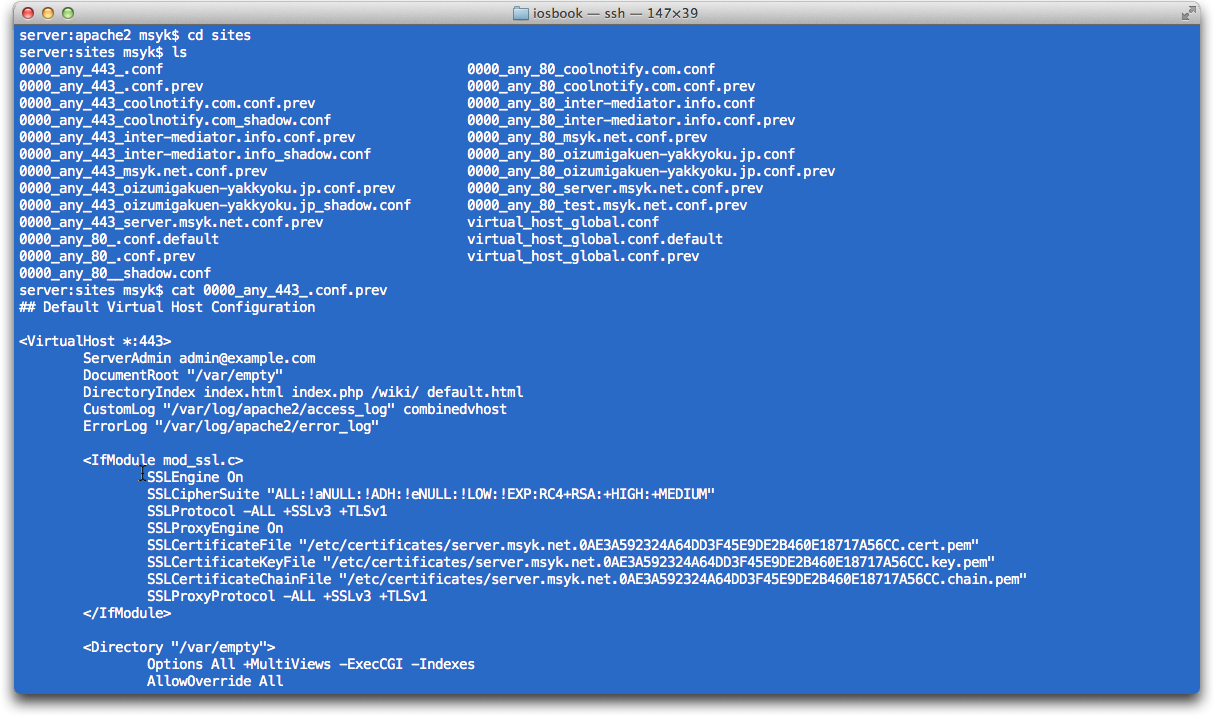 iosbook — ssh — 147×39
server:apache2 msyk$ cd sites
server:sites msyk$ ls
0000_any_443_.conf                                      0000_any_80_coolnotify.com.conf
0000_any_443_.conf.prev                                 0000_any_80_coolnotify.com.conf.prev
0000_any_443_coolnotify.com.conf.prev                   0000_any_80_inter-mediator.info.conf
0000_any_443_coolnotify.com_shadow.conf                 0000_any_80_inter-mediator.info.conf.prev
0000_any_443_inter-mediator.info.conf.prev              0000_any_80_msyk.net.conf.prev
0000_any_443_inter-mediator.info_shadow.conf            0000_any_80_oizumigakuen-yakkyoku.jp.conf
0000_any_443_msyk.net.conf.prev                         0000_any_80_oizumigakuen-yakkyoku.jp.conf.prev
0000_any_443_oizumigakuen-yakkyoku.jp.conf.prev         0000_any_80_server.msyk.net.conf.prev
0000_any_443_oizumigakuen-yakkyoku.jp_shadow.conf       0000_any_80_test.msyk.net.conf.prev
0000_any_443_server.msyk.net.conf.prev                  virtual_host_global.conf
0000_any_80_.conf.default                               virtual_host_global.conf.default
0000_any_80_.conf.prev                                  virtual_host_global.conf.prev
0000_any_80__shadow.conf
server:sites msyk$ cat 0000_any_443_.conf.prev
## Default Virtual Host Configuration

<VirtualHost *:443>
        ServerAdmin admin@example.com
        DocumentRoot "/var/empty"
        DirectoryIndex index.html index.php /wiki/ default.html
        CustomLog "/var/log/apache2/access_log" combinedvhost
        ErrorLog "/var/log/apache2/error_log"

        <IfModule mod_ssl.c>
                SSLEngine On
                SSLCipherSuite "ALL:!aNULL:!ADH:!eNULL:!LOW:!EXP:RC4+RSA:+HIGH:+MEDIUM"
                SSLProtocol -ALL +SSLv3 +TLSv1
                SSLProxyEngine On
                SSLCertificateFile "/etc/certificates/server.msyk.net.0AE3A592324A64DD3F45E9DE2B460E18717A56CC.cert.pem"
                SSLCertificateKeyFile "/etc/certificates/server.msyk.net.0AE3A592324A64DD3F45E9DE2B460E18717A56CC.key.pem"
                SSLCertificateChainFile "/etc/certificates/server.msyk.net.0AE3A592324A64DD3F45E9DE2B460E18717A56CC.chain.pem"
                SSLProxyProtocol -ALL +SSLv3 +TLSv1
        </IfModule>

        <Directory "/var/empty">
                Options All +MultiViews -ExecCGI -Indexes
                AllowOverride All